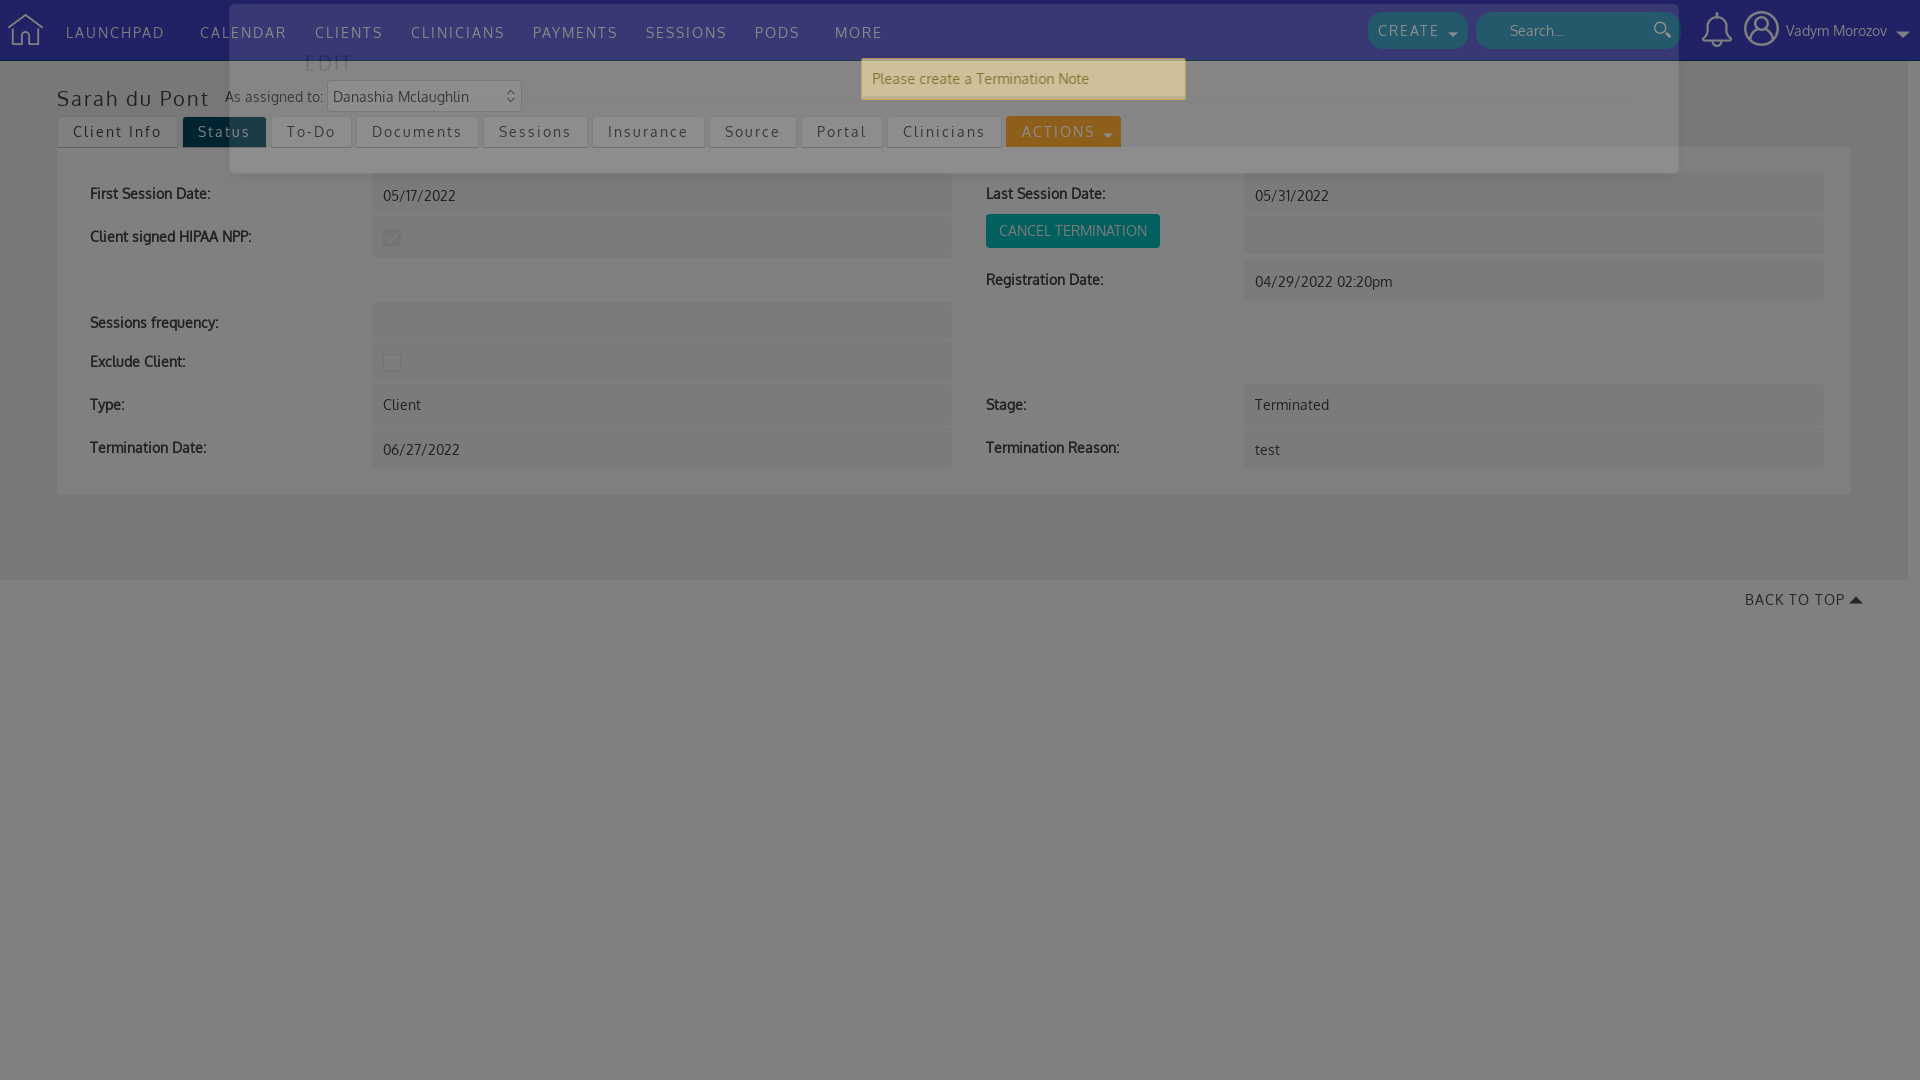 LAUNCHPAD CALENDAR CLIENTS CLINICIANS PAYMENTS SESSIONS PODS MORE CREATE Search... Vadym Morozov
EDIT
Please create a Termination Note
Sarah du Pont As assigned to: Danashia Mclaughlin
Client Info Status To-Do Documents Sessions Insurance Source Portal Clinicians ACTIONS
First Session Date: 05/17/2022 Last Session Date: 05/31/2022
Client signed HIPAA NPP: CANCEL TERMINATION
Registration Date: 04/29/2022 02:20pm
Sessions frequency:
Exclude Client:
Type: Client Stage: Terminated
Termination Date: 06/27/2022 Termination Reason: test
BACK TO TOP